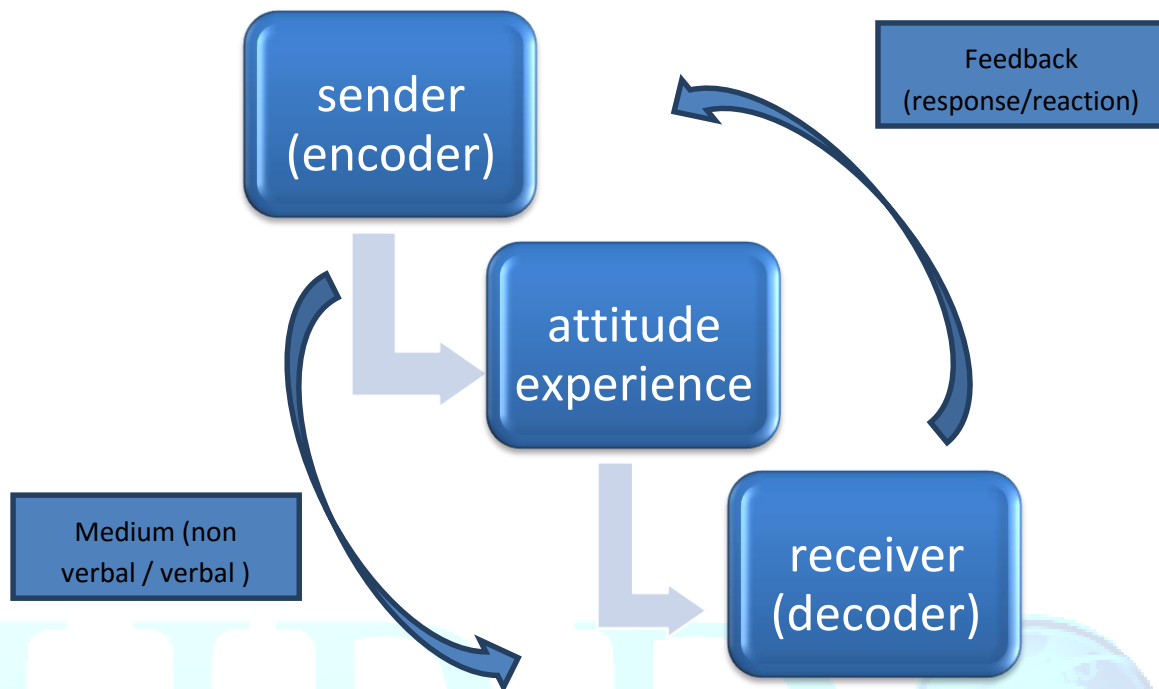 sender
(encoder)
Feedback
(response/reaction)
attitude
experience
Medium (non
verbal / verbal )
receiver
(decoder)